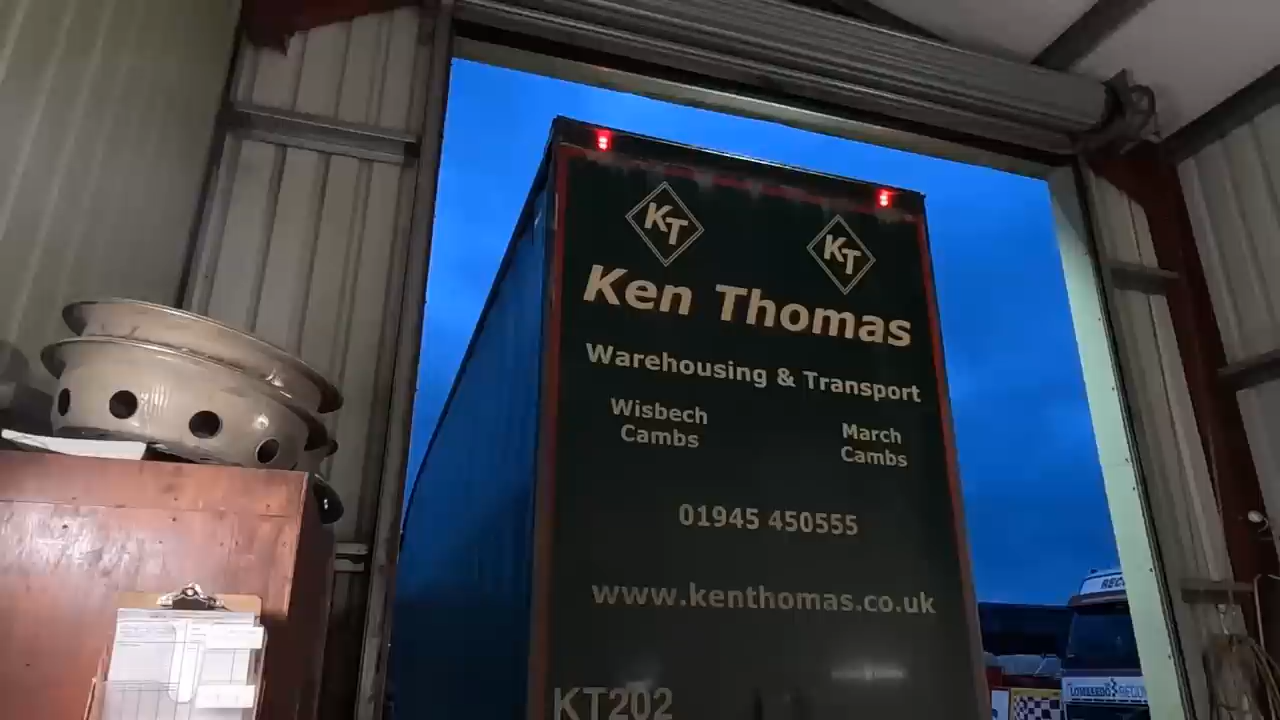 KT
KT
Ken Thomas
Warehousing & Transport
Wisbech
Cambs
March
Cambs
01945 450555
www.kenthomas.co.uk
KT202